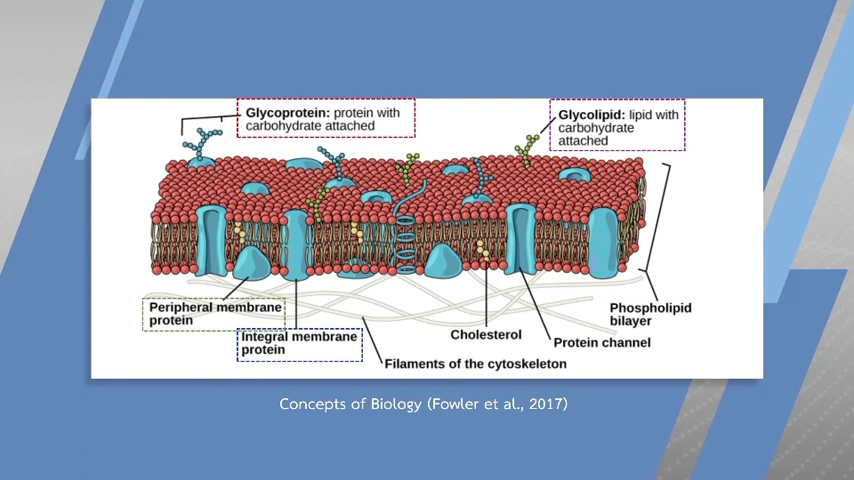 Glycoprotein: protein with
carbohydrate attached
Glycolipid: lipid with
carbohydrate
attached
Peripheral membrane
protein
Integral membrane
protein
Filaments of the cytoskeleton
Cholesterol
Protein channel
Phospholipid
bilayer
Concepts of Biology (Fowler et al., 2017)